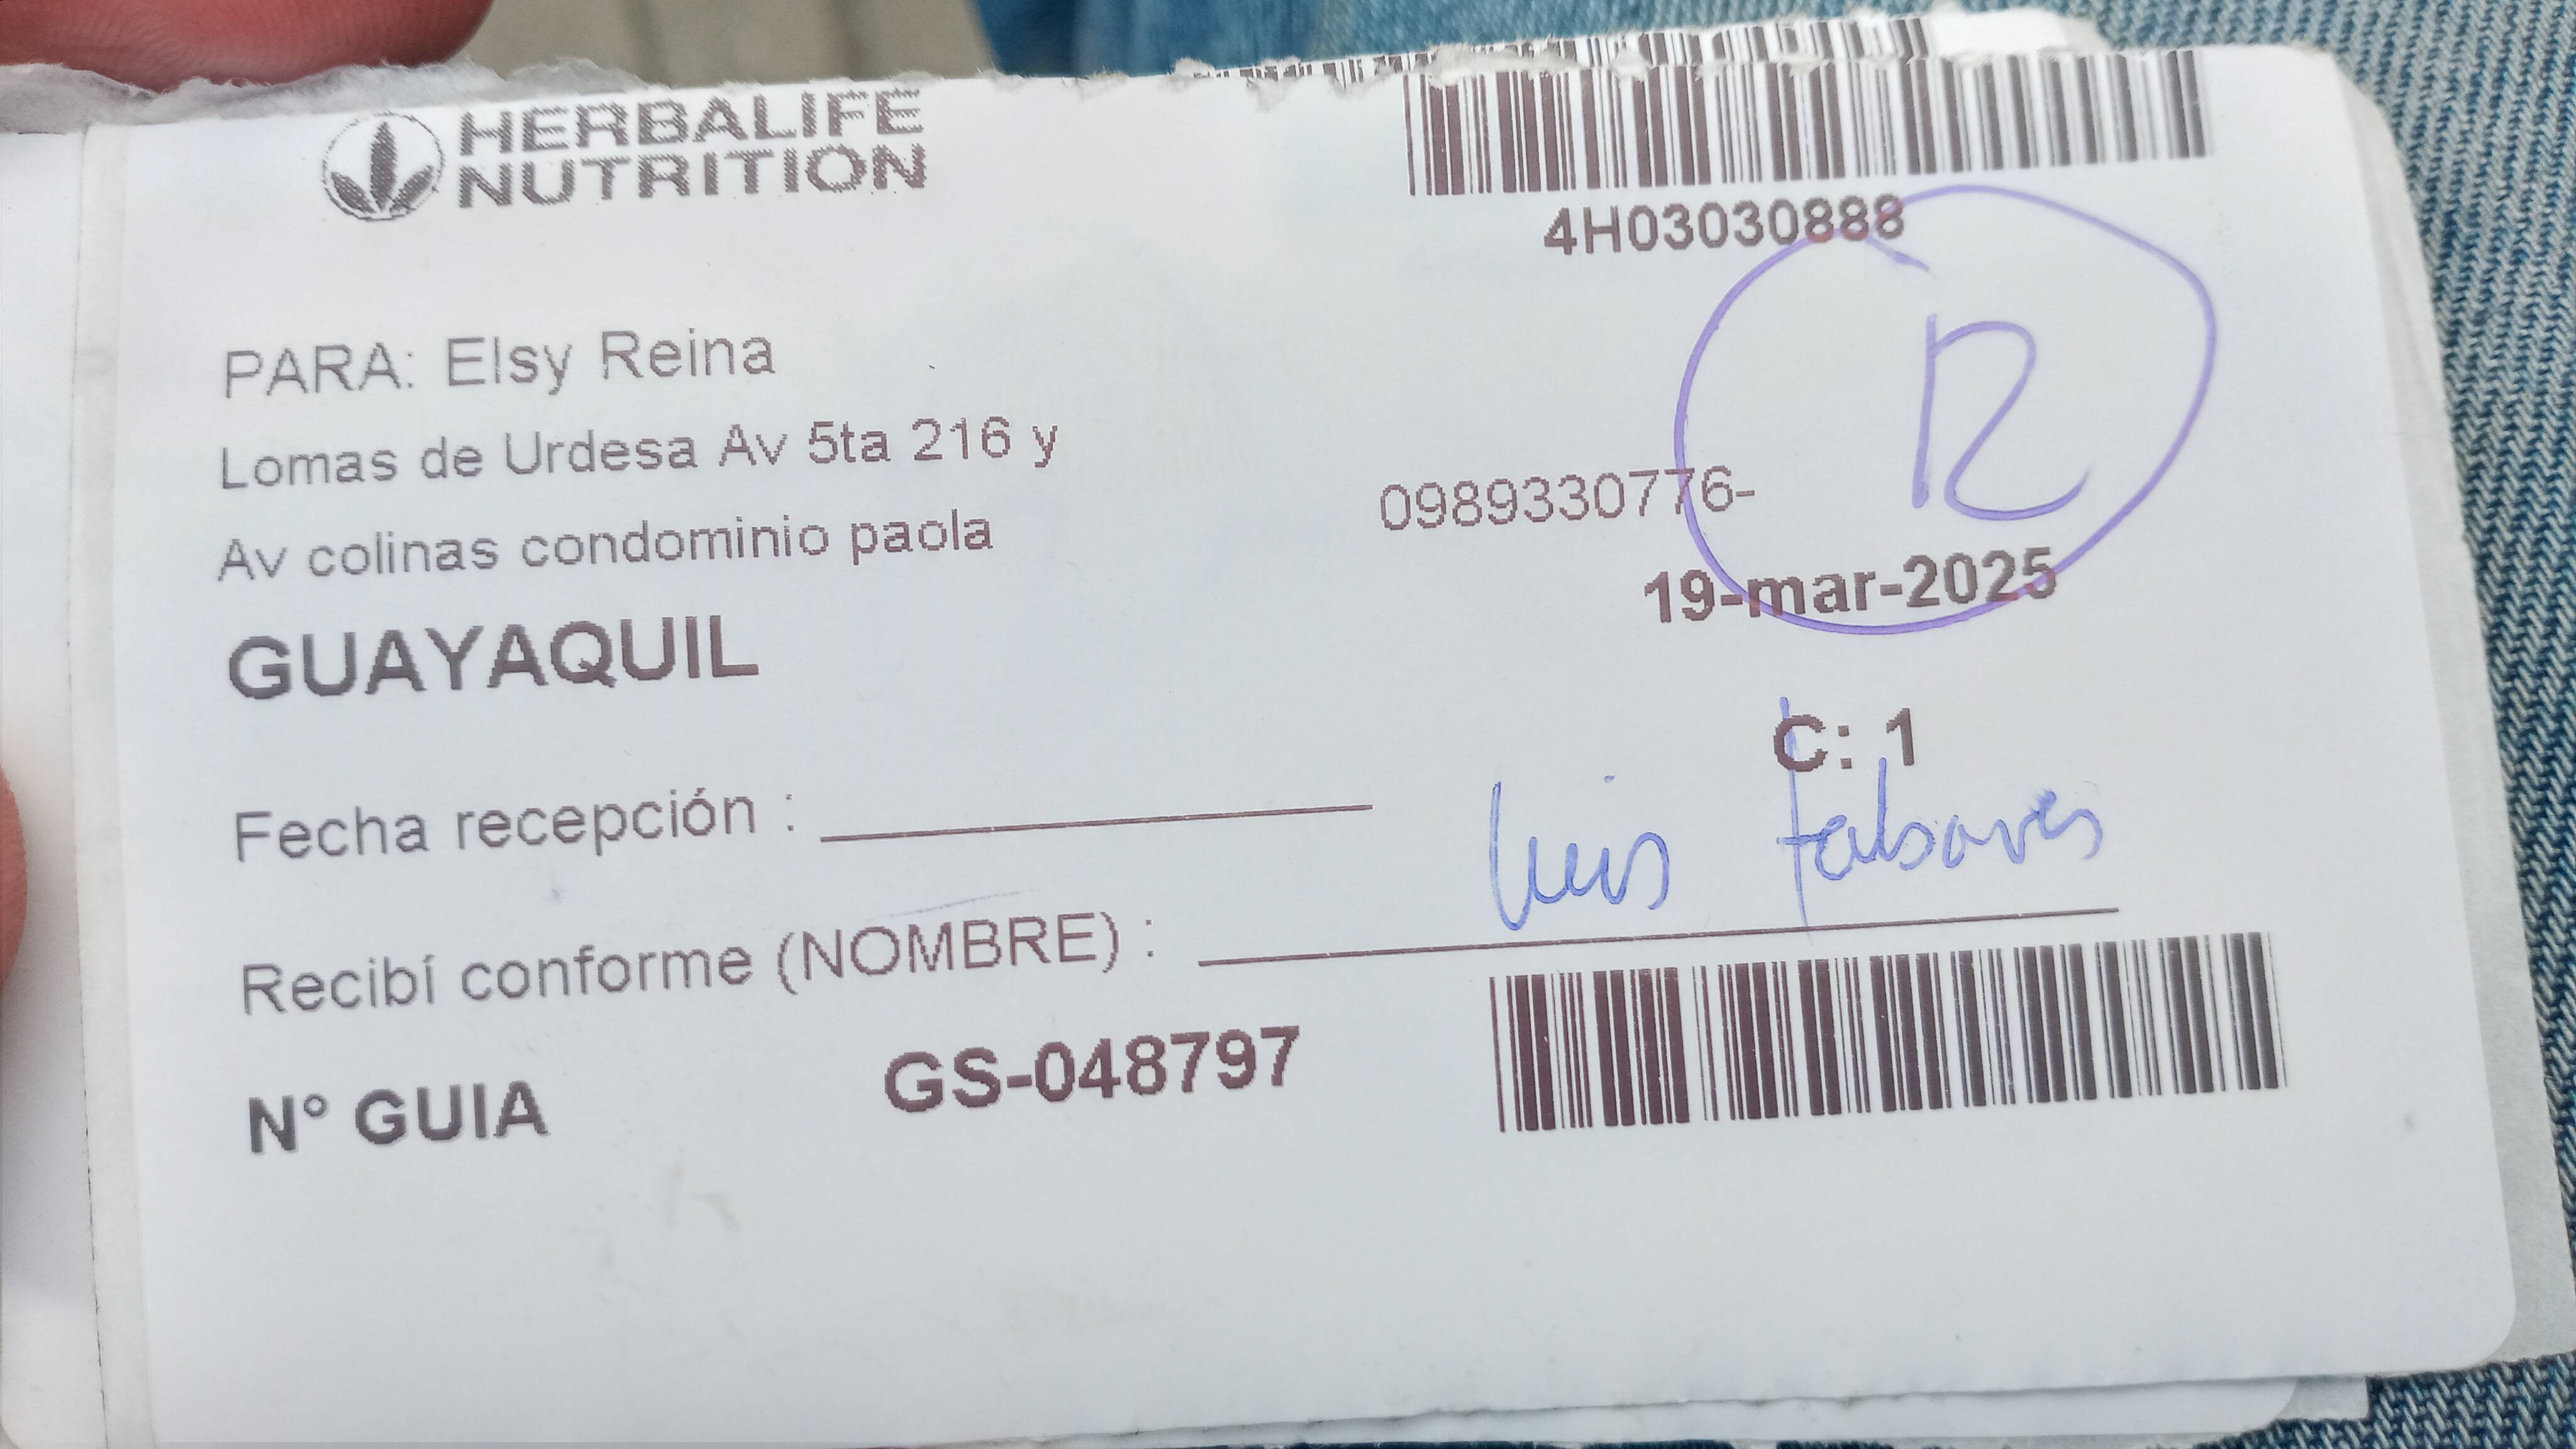 HERBALIFE
NUTRITION
4H03030888
R
PARA: Elsy Reina
Lomas de Urdesa Av 5ta 216 y
Av colinas condominio paola
0989330776-
GUAYAQUIL
19-mar-2025
C: 1
Fecha recepción :
Recibí conforme (NOMBRE) : Luis
N° GUIA GS-048797